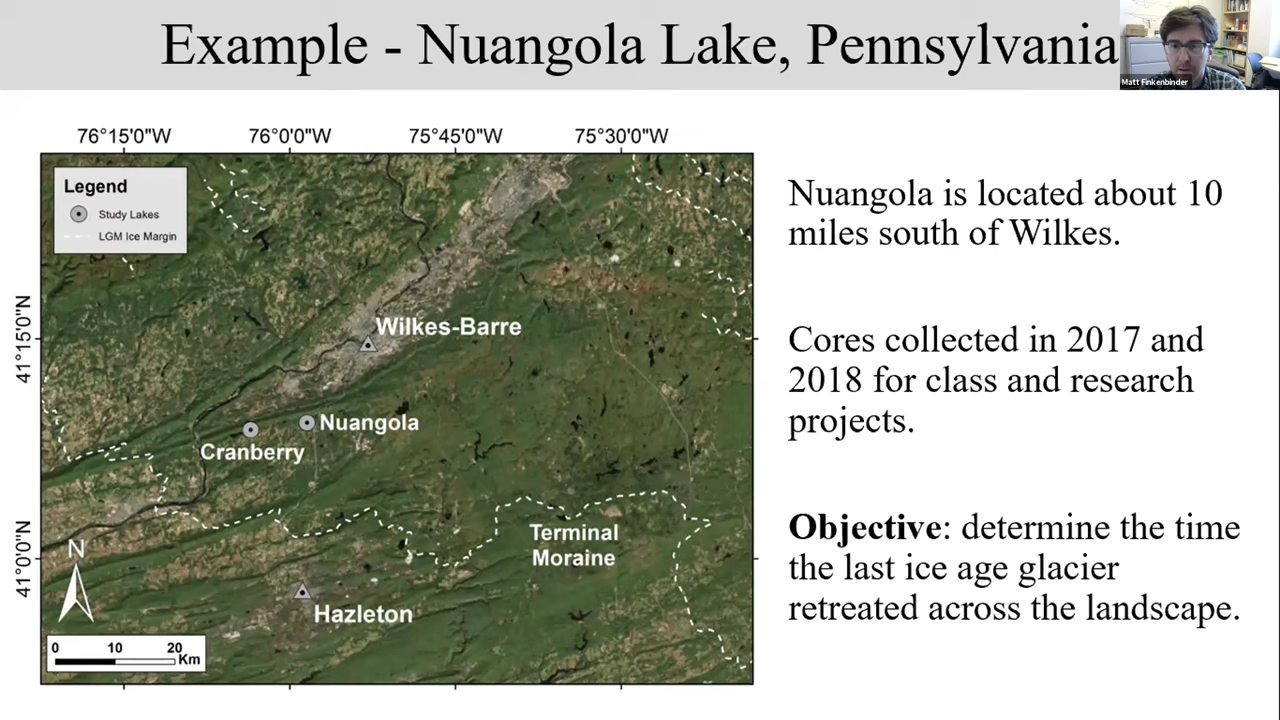 Example - Nuangola Lake, Pennsylvania
Matt Finkenbinder
76°15'0"W 76°0'0"W 75°45'0"W 75°30'0"W
Legend
Study Lakes
LGM Ice Margin
41°15'0"N
41°0'0"N
Wilkes-Barre
Nuangola
Cranberry
Terminal
Moraine
Hazleton
N
0 10 20
Km
Nuangola is located about 10
miles south of Wilkes.
Cores collected in 2017 and
2018 for class and research
projects.
Objective: determine the time
the last ice age glacier
retreated across the landscape.